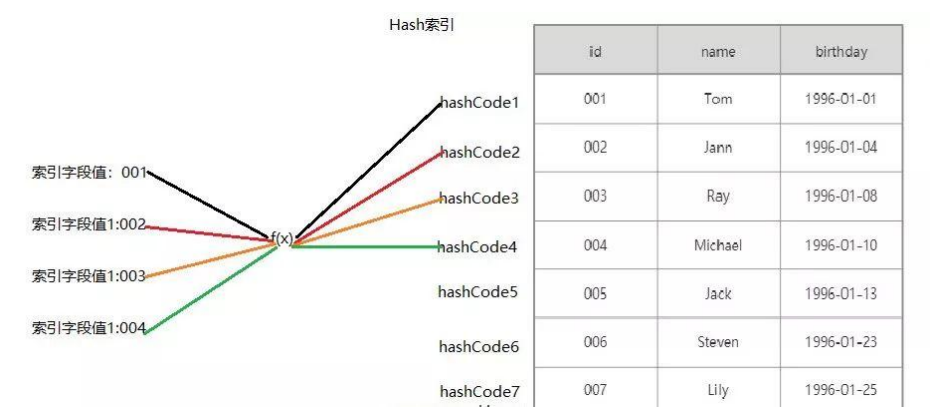 Hash索引
id name birthday
hashCode1 001 Tom 1996-01-01
hashCode2 002 Jann 1996-01-04
索引字段值：001
hashCode3 003 Ray 1996-01-08
索引字段值1:002
f(x)
hashCode4 004 Michael 1996-01-10
索引字段值1:003
hashCode5 005 Jack 1996-01-13
索引字段值1:004
hashCode6 006 Steven 1996-01-23
hashCode7 007 Lily 1996-01-25